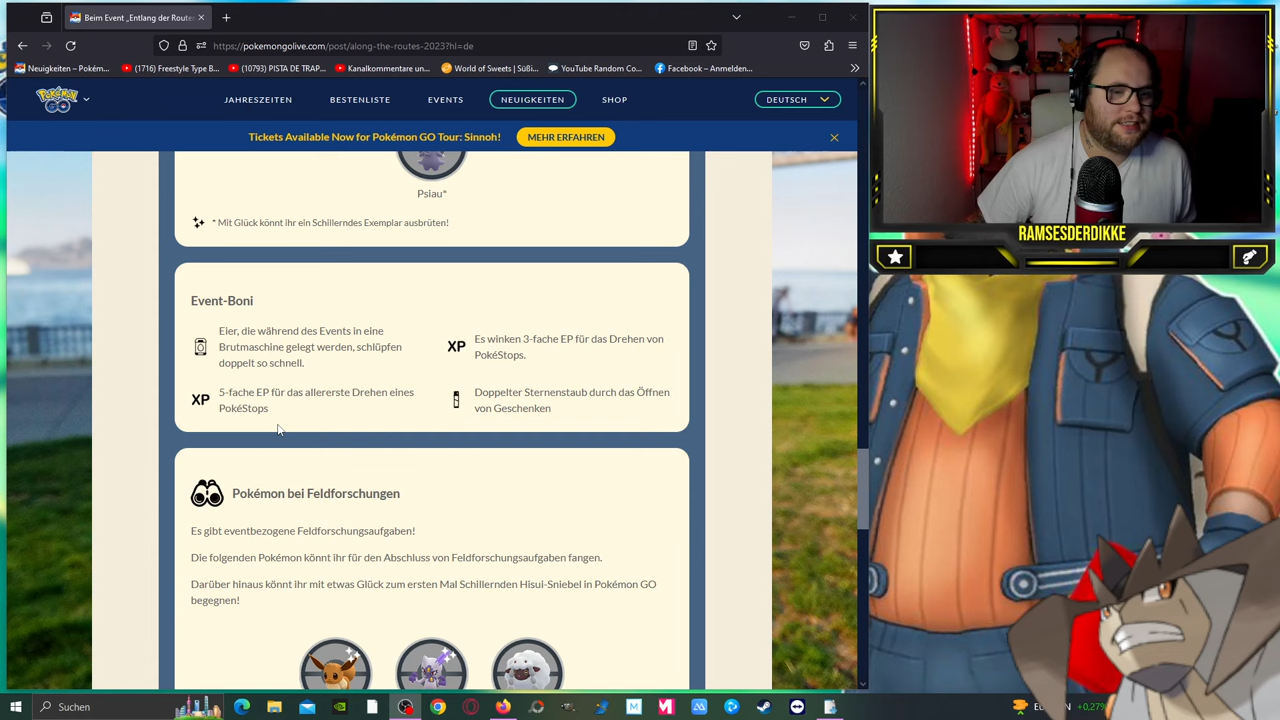 Beim Event „Entlang der Route
https://pokemongolive.com/post/along-the-routes-2023?hl=de
Neuigkeiten – Pokém...
(1716) Freestyle Type B...
(10793) PISTA DE TRAP...
Kanalkommentare un...
World of Sweets | Süßi...
YouTube Random Co...
Facebook – Anmelden...
POKÉMON GO
JAHRESZEITEN
BESTENLISTE
EVENTS
NEUIGKEITEN
SHOP
DEUTSCH
Tickets Available Now for Pokémon GO Tour: Sinnoh!
MEHR ERFAHREN
Psiau*
* Mit Glück könnt ihr ein Schillerndes Exemplar ausbrüten!
Event-Boni
Eier, die während des Events in eine
Brutmaschine gelegt werden, schlüpfen
doppelt so schnell.
XP
Es winken 3-fache EP für das Drehen von
PokéStops.
XP
5-fache EP für das allererste Drehen eines
PokéStops
Doppelter Sternenstaub durch das Öffnen
von Geschenken
Pokémon bei Feldforschungen
Es gibt eventbezogene Feldforschungsaufgaben!
Die folgenden Pokémon könnt ihr für den Abschluss von Feldforschungsaufgaben fangen.
Darüber hinaus könnt ihr mit etwas Glück zum ersten Mal Schillernden Hisui-Sniebel in Pokémon GO
begegnen!
RAMSESDERDIKKE
Suchen
+0,27%